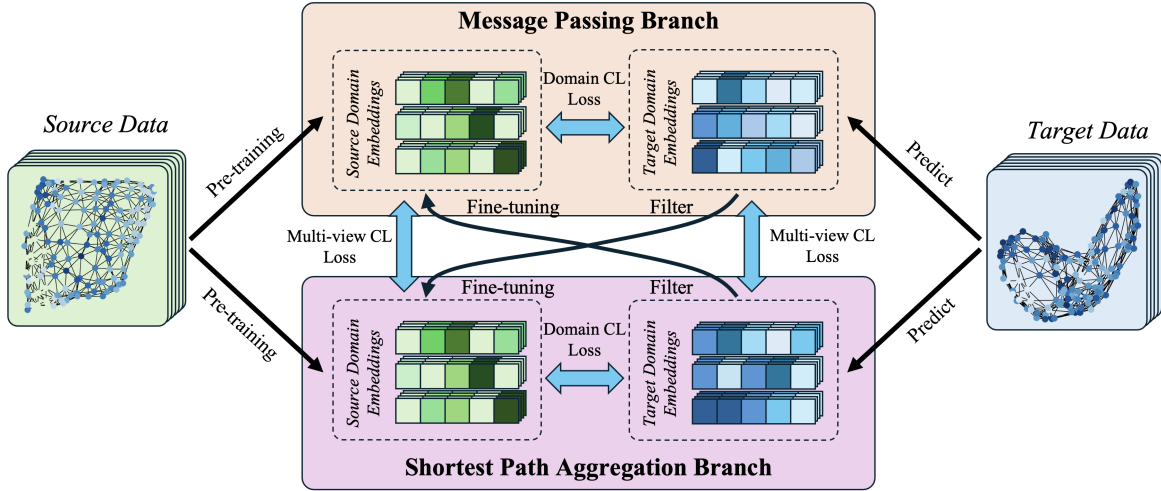 Message Passing Branch
Source Data
Pre-training
Pre-training
Source Domain
Embeddings
Domain CL
Loss
Target Domain
Embeddings
Target Data
Predict
Predict
Fine-tuning
Filter
Multi-view CL
Loss
Multi-view CL
Loss
Fine-tuning
Filter
Source Domain
Embeddings
Domain CL
Loss
Target Domain
Embeddings
Shortest Path Aggregation Branch